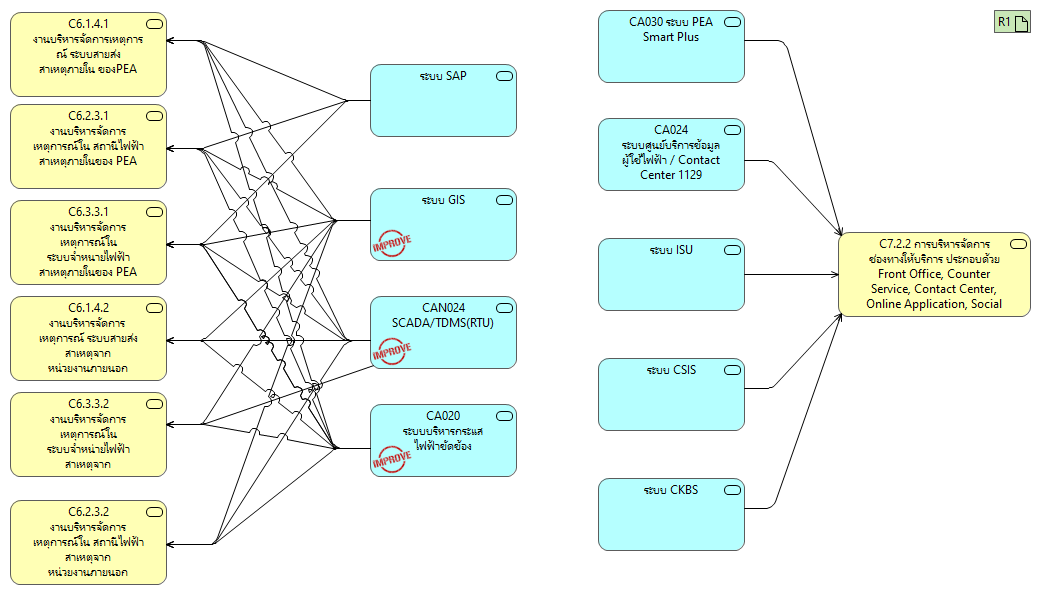 C6.1.4.1
งานบริหารจัดการเหตุการ
ณ์ ระบบสายส่ง
สาเหตุภายใน ของPEA
C6.2.3.1
งานบริหารจัดการ
เหตุการณ์ใน สถานีไฟฟ้า
สาเหตุภายในของ PEA
C6.3.3.1
งานบริหารจัดการ
เหตุการณ์ใน
ระบบจำหน่ายไฟฟ้า
สาเหตุภายในของ PEA
C6.1.4.2
งานบริหารจัดการ
เหตุการณ์ ระบบสายส่ง
สาเหตุจาก
หน่วยงานภายนอก
C6.3.3.2
งานบริหารจัดการ
เหตุการณ์ใน
ระบบจำหน่ายไฟฟ้า
สาเหตุจาก
C6.2.3.2
งานบริหารจัดการ
เหตุการณ์ใน สถานีไฟฟ้า
สาเหตุจาก
หน่วยงานภายนอก
ระบบ SAP
ระบบ GIS
IMPROVE
CAN024
SCADA/TDMS(RTU)
IMPROVE
CA020
ระบบบริหารกระแส
ไฟฟ้าขัดข้อง
IMPROVE
CA030 ระบบ PEA
Smart Plus
CA024
ระบบศูนย์บริการข้อมูล
ผู้ใช้ไฟฟ้า / Contact
Center 1129
ระบบ ISU
ระบบ CSIS
ระบบ CKBS
C7.2.2 การบริหารจัดการ
ช่องทางให้บริการ ประกอบด้วย
Front Office, Counter
Service, Contact Center,
Online Application, Social
R1